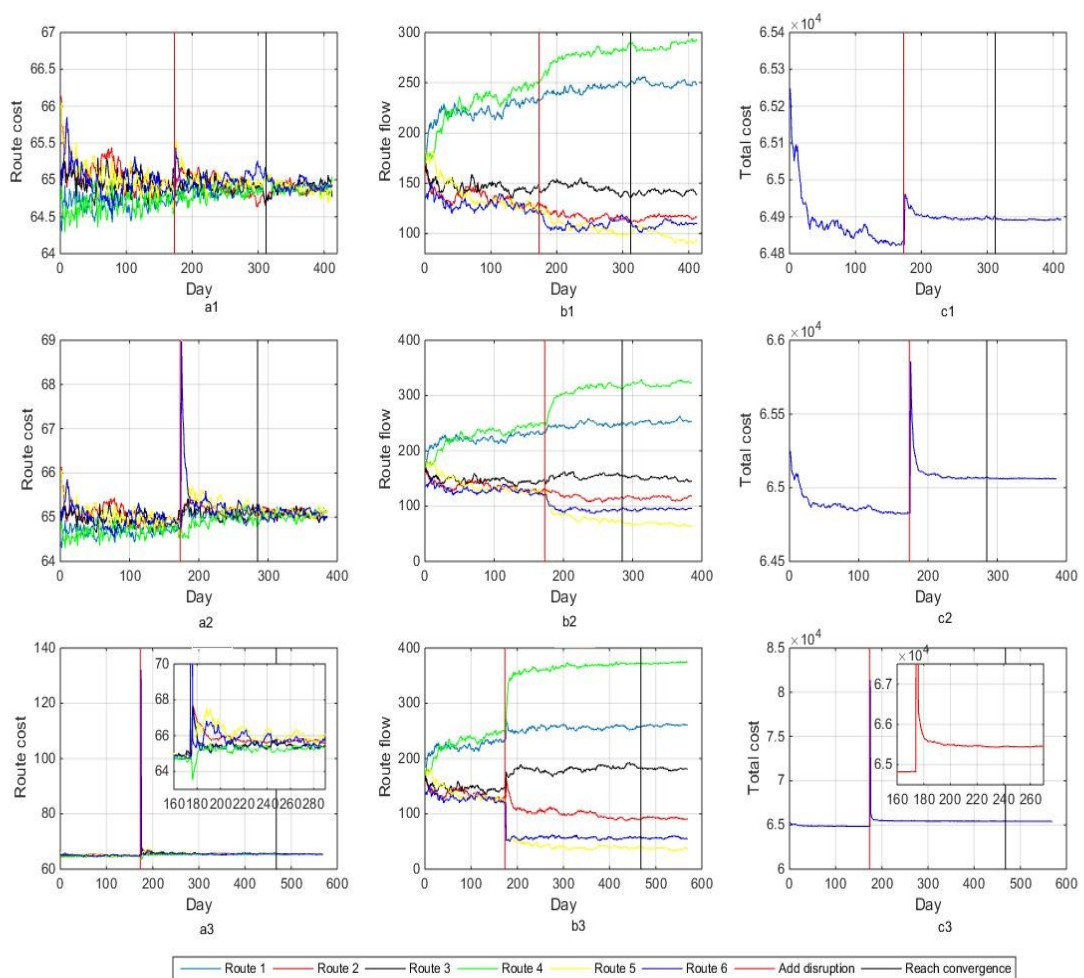 67
66.5
66
65.5
65
64.5
64
Route cost
0 100 200 300 400
Day
a1
300
250
200
150
100
Route flow
0 50 100 150 200 250 300 350 400
Day
b1
×10⁴
6.54
6.53
6.52
6.51
6.5
6.49
6.48
Total cost
0 100 200 300 400
Day
c1
69
68
67
66
65
64
Route cost
0 100 200 300 400
Day
a2
400
300
200
100
0
Route flow
0 50 100 150 200 250 300 350 400
Day
b2
×10⁴
6.6
6.55
6.5
6.45
Total cost
0 100 200 300 400
Day
c2
140
120
100
80
60
Route cost
70
68
66
64
160 180 200 220 240 260 280
0 100 200 300 400 500 600
Day
a3
400
300
200
100
0
Route flow
0 100 200 300 400 500 600
Day
b3
×10⁴
8.5
8
7.5
7
6.5
6
Total cost
×10⁴
6.7
6.6
6.5
160 180 200 220 240 260
0 100 200 300 400 500 600
Day
c3
Route 1 Route 2 Route 3 Route 4 Route 5 Route 6 Add disruption Reach convergence